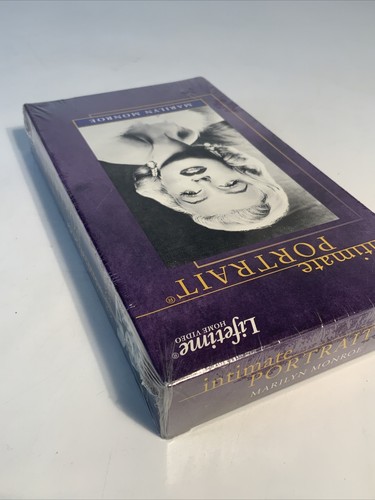 intimate
PORTRAIT®
MARILYN MONROE
Lifetime®
HOME VIDEO
intimate
PORTRAIT
MARILYN MONROE